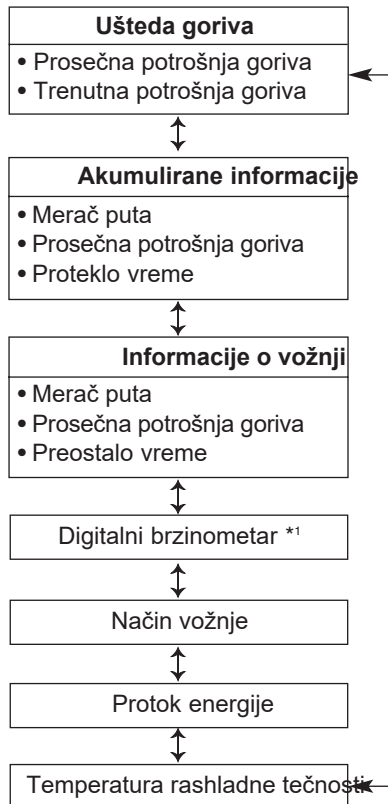 Ušteda goriva
• Prosečna potrošnja goriva
• Trenutna potrošnja goriva
Akumulirane informacije
• Merač puta
• Prosečna potrošnja goriva
• Proteklo vreme
Informacije o vožnji
• Merač puta
• Prosečna potrošnja goriva
• Preostalo vreme
Digitalni brzinometar *¹
Način vožnje
Protok energije
Temperatura rashladne tečnosti